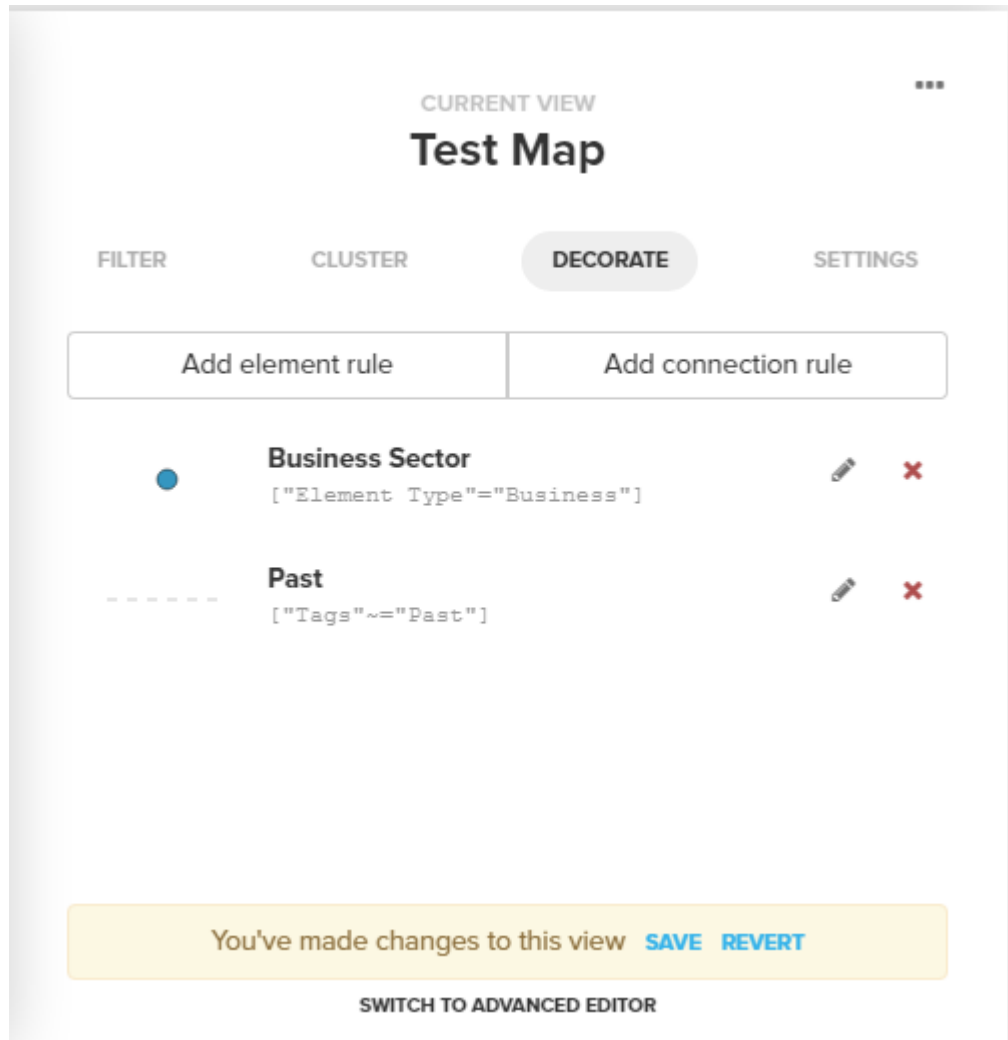 CURRENT VIEW
Test Map
FILTER CLUSTER DECORATE SETTINGS
Add element rule Add connection rule
Business Sector
["Element Type"="Business"]
Past
["Tags"~="Past"]
You've made changes to this view SAVE REVERT
SWITCH TO ADVANCED EDITOR